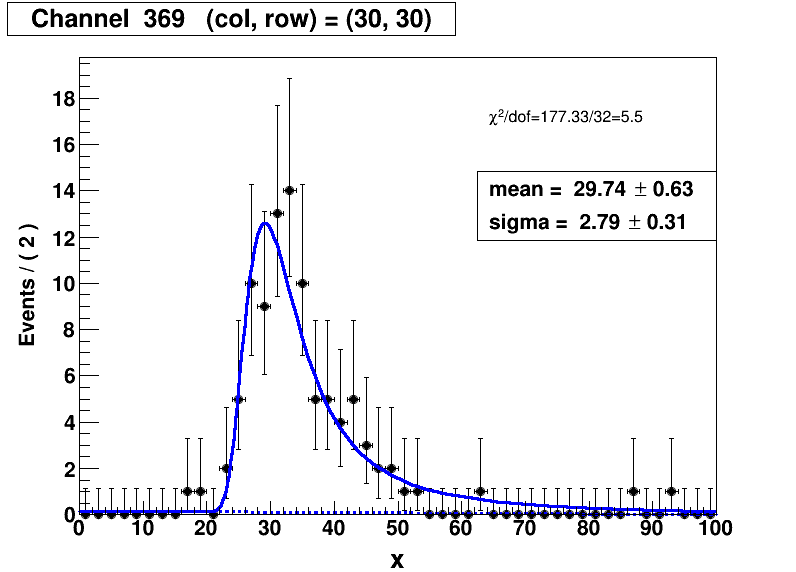 Channel  369   (col, row) = (30, 30)
χ²/dof=177.33/32=5.5
mean =  29.74 ± 0.63
sigma =  2.79 ± 0.31
Events / ( 2 )
18
16
14
12
10
8
6
4
2
0
0 10 20 30 40 50 60 70 80 90 100
x